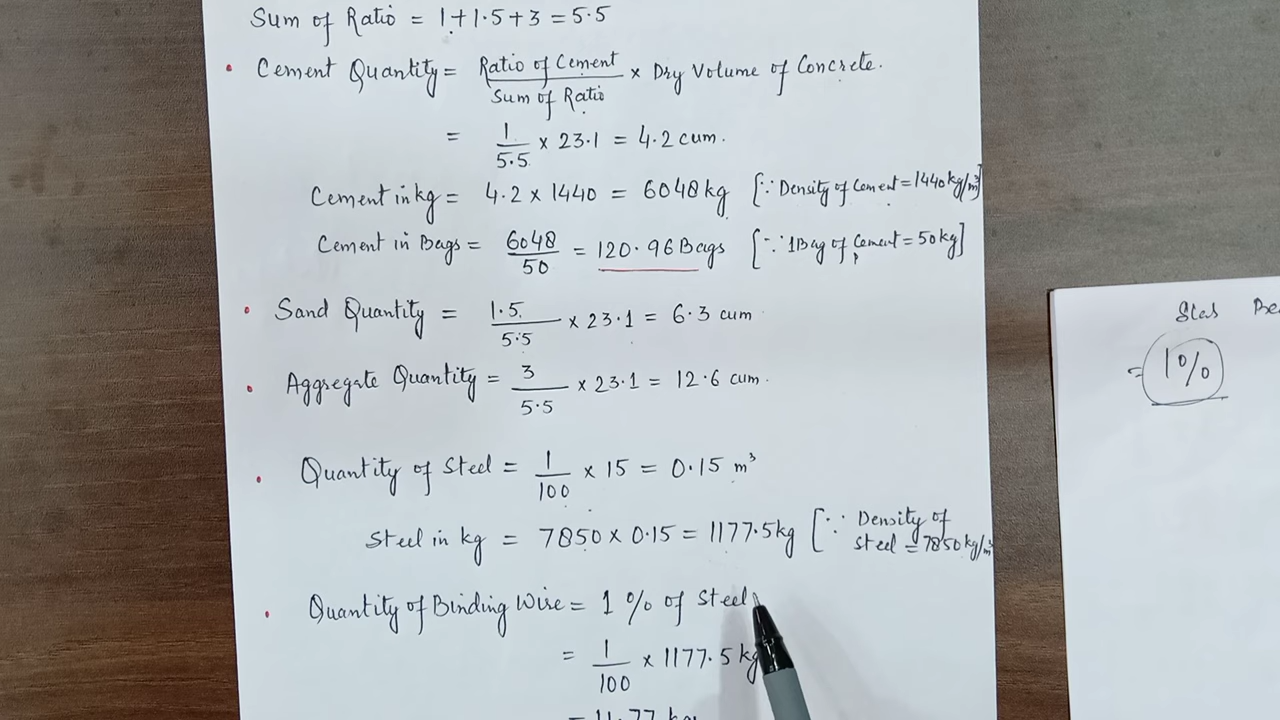 Sum of Ratio = 1+1.5+3 = 5.5
• Cement Quantity = Ratio of Cement / Sum of Ratio × Dry Volume of Concrete.
= 1/5.5 × 23.1 = 4.2 cum.
Cement in kg = 4.2 × 1440 = 6048 kg [∵ Density of Cement = 1440 kg/m³]
Cement in Bags = 6048/50 = 120.96 Bags [∵ 1 Bag of Cement = 50 kg]
• Sand Quantity = 1.5/5.5 × 23.1 = 6.3 cum
• Aggregate Quantity = 3/5.5 × 23.1 = 12.6 cum.
• Quantity of Steel = 1/100 × 15 = 0.15 m³
Steel in kg = 7850 × 0.15 = 1177.5 kg [∵ Density of Steel = 7850 kg/m³
• Quantity of Binding Wire = 1 % of Steel
= 1/100 × 1177.5 kg
= 11.77 kg
Slab
= 1%